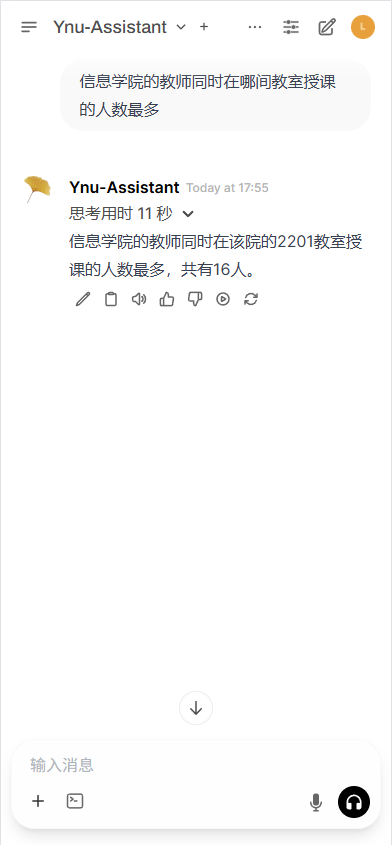 Ynu-Assistant
L
信息学院的教师同时在哪间教室授课
的人数最多
Ynu-Assistant Today at 17:55
思考用时 11 秒
信息学院的教师同时在该院的2201教室授
课的人数最多，共有16人。
输入消息